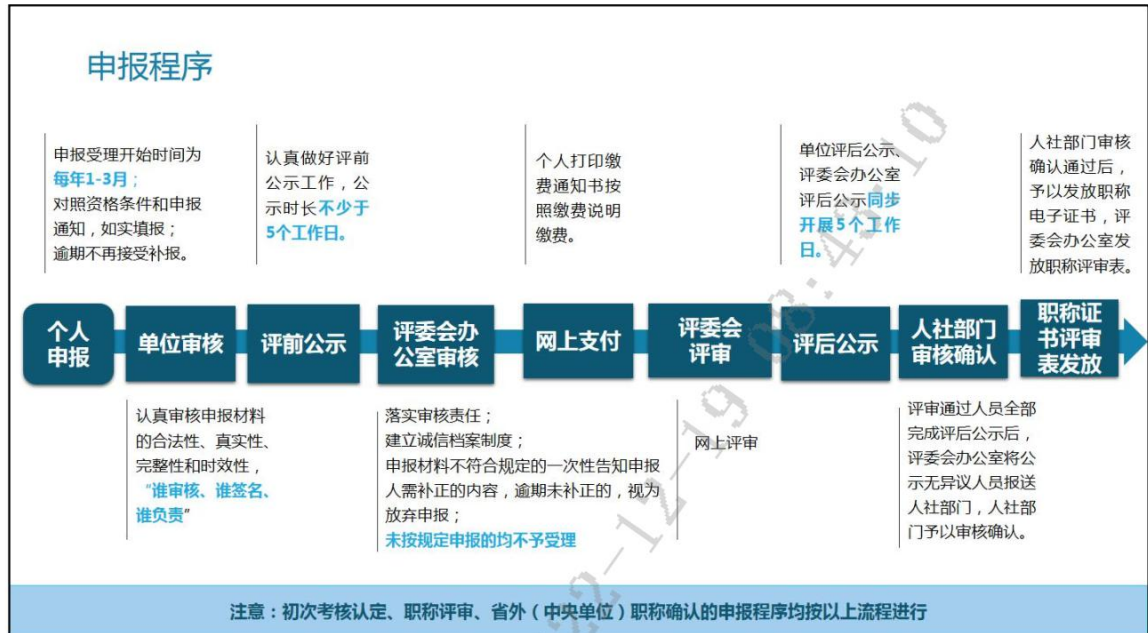 申报程序
申报受理开始时间为
每年1-3月；
对照资格条件和申报
通知，如实填报；
逾期不再接受补报。
认真做好评前
公示工作，公
示时长不少于
5个工作日。
个人打印缴
费通知书按
照缴费说明
缴费。
单位评后公示、
评委会办公室
评后公示同步
开展5个工作
日。
人社部门审核
确认通过后，
予以发放职称
电子证书，评
委会办公室发
放职称评审表。
个人
申报
单位审核
评前公示
评委会办
公室审核
网上支付
评委会
评审
评后公示
人社部门
审核确认
职称证
书评审
表发放
认真审核申报材料
的合法性、真实性、
完整性和时效性，
“谁审核、谁签名、
谁负责”
落实审核责任；
建立诚信档案制度；
申报材料不符合规定的一次性告知申报
人需补正的内容，逾期未补正的，视为
放弃申报；
未按规定申报的均不予受理
网上评审
评审通过人员全部
完成评后公示后，
评委会办公室将公
示无异议人员报送
人社部门，人社部
门予以审核确认。
注意：初次考核认定、职称评审、省外（中央单位）职称确认的申报程序均按以上流程进行
22-12-19 08:43:10